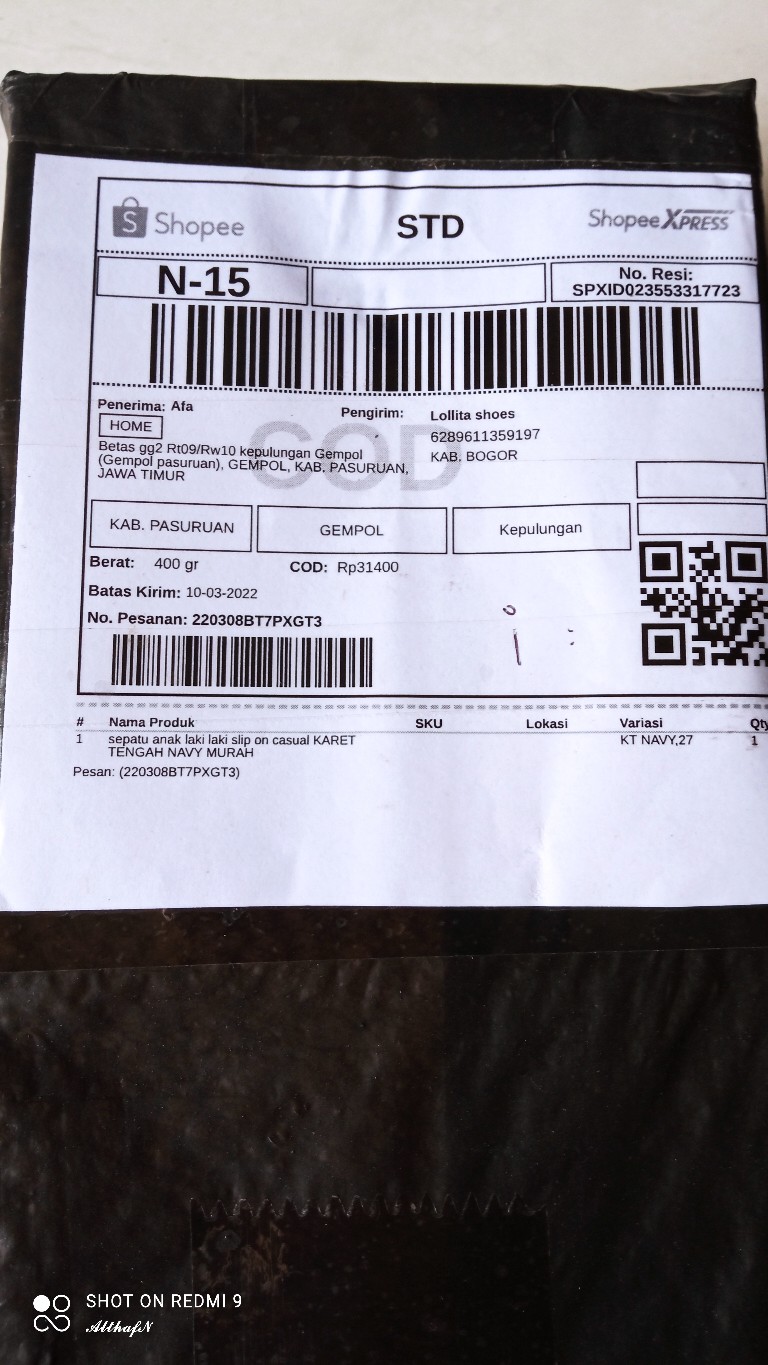 Shopee
STD
Shopee XPRESS
N-15
No. Resi:
SPXID023553317723
Penerima: Afa
HOME
Betas gg2 Rt09/Rw10 kepulungan Gempol
(Gempol pasuruan), GEMPOL, KAB. PASURUAN,
JAWA TIMUR
Pengirim: Lollita shoes
6289611359197
KAB. BOGOR
COD
KAB. PASURUAN
GEMPOL
Kepulungan
Berat: 400 gr
COD: Rp31400
Batas Kirim: 10-03-2022
No. Pesanan: 220308BT7PXGT3
# Nama Produk SKU Lokasi Variasi Qty
1 sepatu anak laki laki slip on casual KARET KT NAVY,27 1
TENGAH NAVY MURAH
Pesan: (220308BT7PXGT3)
SHOT ON REDMI 9
AlthafN